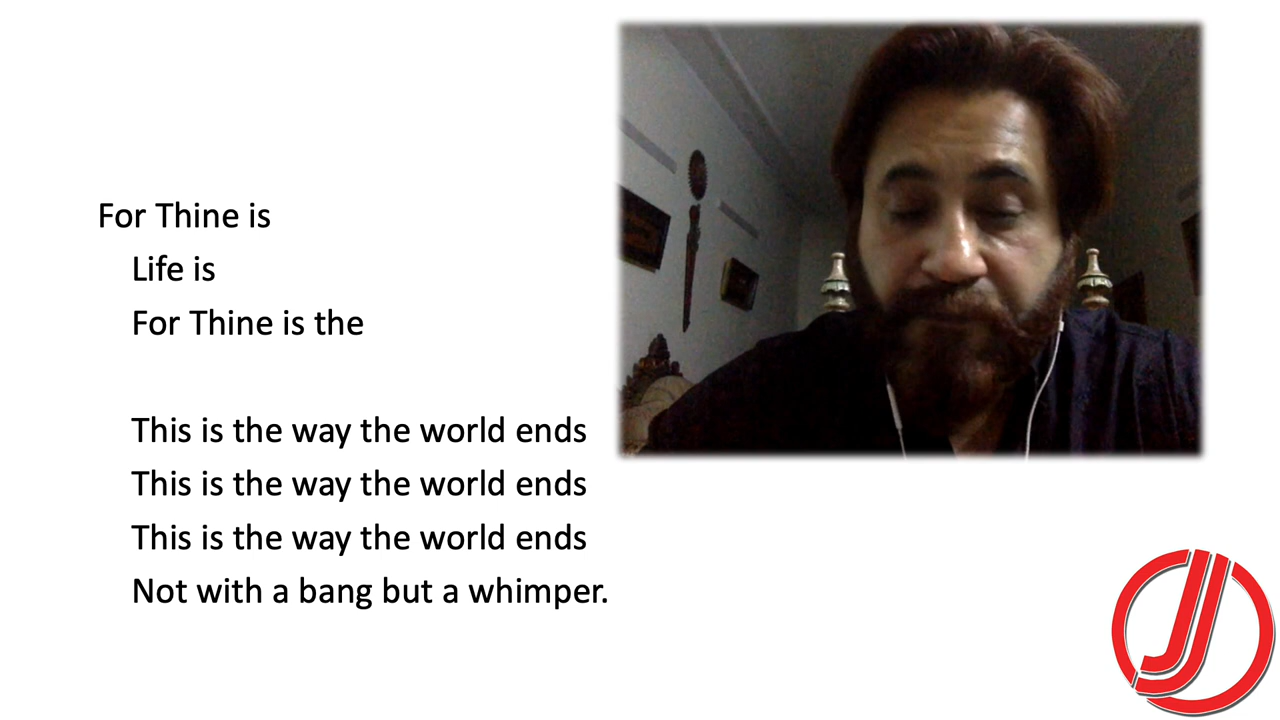 For Thine is
Life is
For Thine is the
This is the way the world ends
This is the way the world ends
This is the way the world ends
Not with a bang but a whimper.